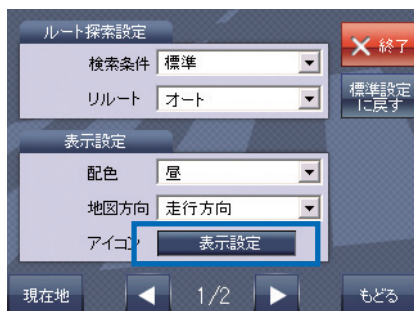 ルート探索設定
✕ 終了
検索条件 標準
リルート オート
標準設定
に戻す
表示設定
配色 昼
地図方向 走行方向
アイコン 表示設定
現在地 ◀ 1/2 ▶ もどる